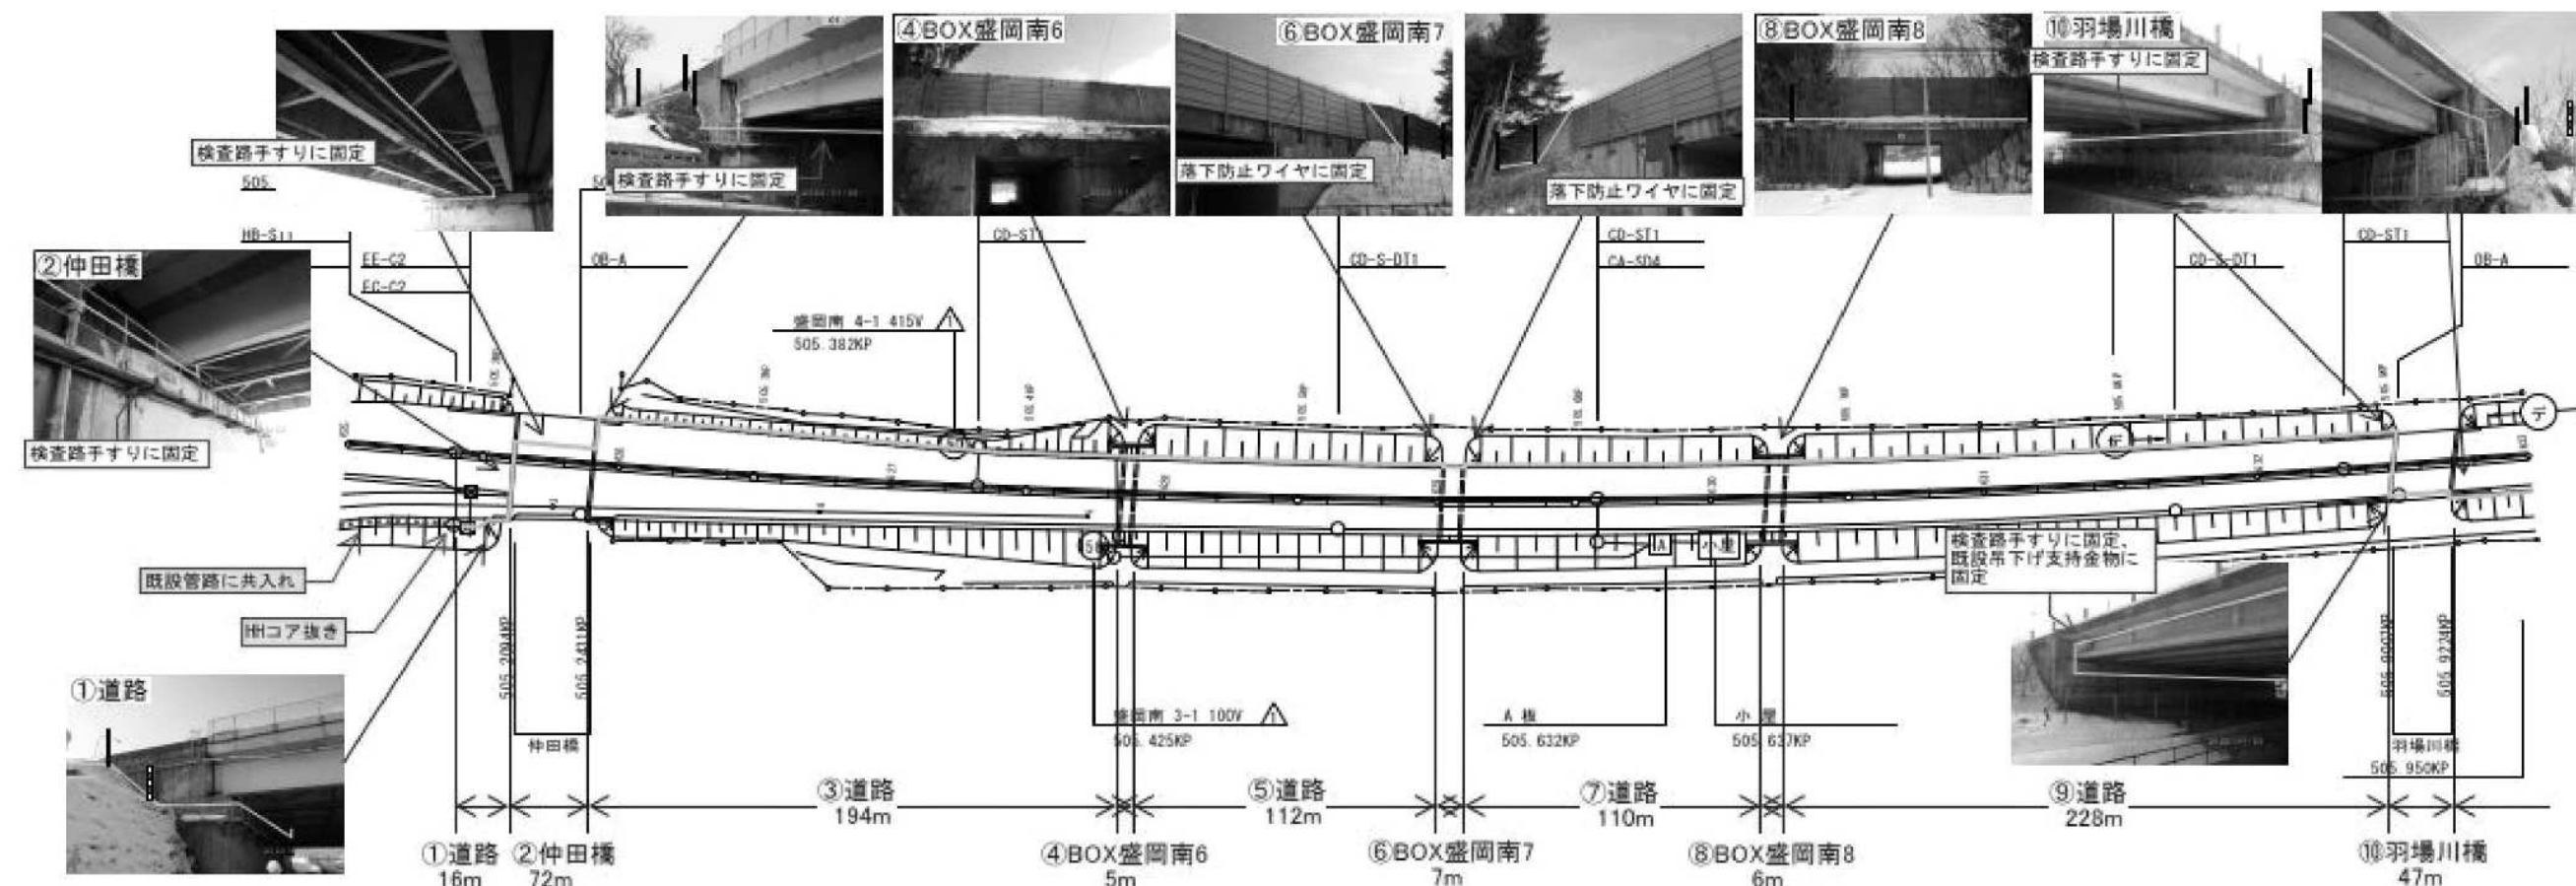 ④BOX盛岡南6
⑥BOX盛岡南7
⑧BOX盛岡南8
⑩羽場川橋
検査路手すりに固定
検査路手すりに固定
検査路手すりに固定
落下防止ワイヤに固定
落下防止ワイヤに固定
505.
HB-S11
EE-C2
EC-C2
OB-A
CD-ST1
CD-S-DT1
CD-ST1
CA-SD4
CD-S-DT1
CD-ST1
OB-A
②仲田橋
検査路手すりに固定
盛岡南 4-1 415V
505.382KP
既設管路に共入れ
HHコア抜き
A
小屋
検査路手すりに固定、
既設吊下げ支持金物に
固定
①道路
505.2094KP
505.2411KP
仲田橋
盛岡南 3-1 100V
505.425KP
A 板
505.632KP
小 屋
505.637KP
505.9224KP
羽場川橋
505.950KP
③道路
194m
⑤道路
112m
⑦道路
110m
⑨道路
228m
①道路
16m
②仲田橋
72m
④BOX盛岡南6
5m
⑥BOX盛岡南7
7m
⑧BOX盛岡南8
6m
⑩羽場川橋
47m